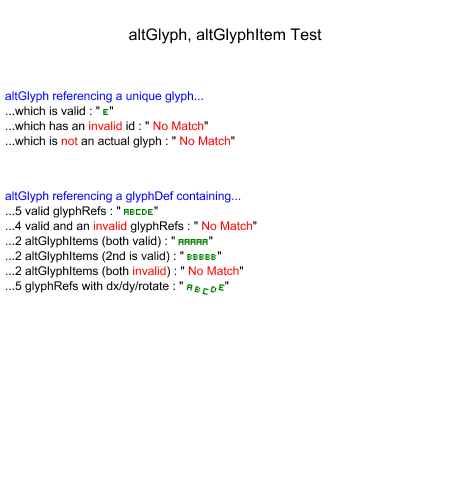 altGlyph, altGlyphItem Test
altGlyph referencing a unique glyph...
...which is valid : " E"
...which has an invalid id : " No Match"
...which is not an actual glyph : " No Match"
altGlyph referencing a glyphDef containing...
...5 valid glyphRefs : " ABCDE"
...4 valid and an invalid glyphRefs : " No Match"
...2 altGlyphItems (both valid) : " AAAAA"
...2 altGlyphItems (2nd is valid) : " BBBBB"
...2 altGlyphItems (both invalid) : " No Match"
...5 glyphRefs with dx/dy/rotate : " ABCDE"